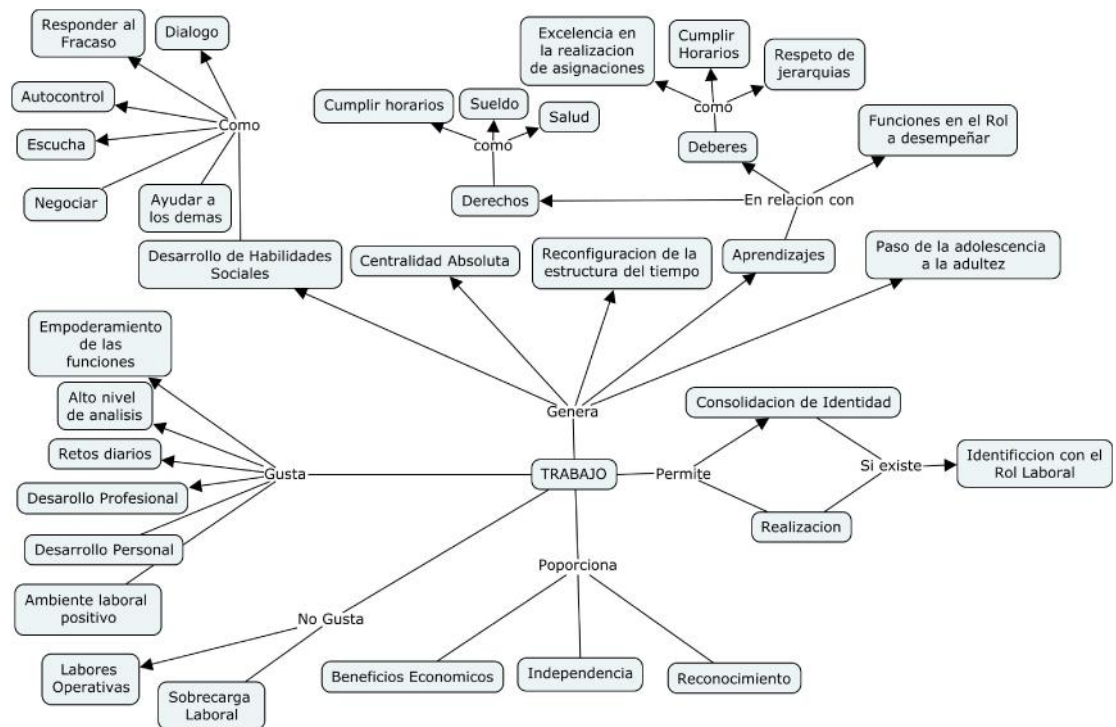 Responder al
Fracaso
Dialogo
Autocontrol
Como
Escucha
Negociar
Ayudar a
los demas
Desarrollo de Habilidades
Sociales
Excelencia en
la realizacion
de asignaciones
Cumplir
Horarios
Respeto de
jerarquias
como
Deberes
Cumplir horarios
Sueldo
Salud
como
Derechos
Funciones en el Rol
a desempeñar
En relacion con
Centralidad Absoluta
Reconfiguracion de la
estructura del tiempo
Aprendizajes
Paso de la adolescencia
a la adultez
Genera
Empoderamiento
de las
funciones
Alto nivel
de analisis
Retos diarios
Gusta
Desarollo Profesional
Desarrollo Personal
Ambiente laboral
positivo
TRABAJO
Permite
Consolidacion de Identidad
Si existe
Identificcion con el
Rol Laboral
Realizacion
Poporciona
No Gusta
Labores
Operativas
Sobrecarga
Laboral
Beneficios Economicos
Independencia
Reconocimiento